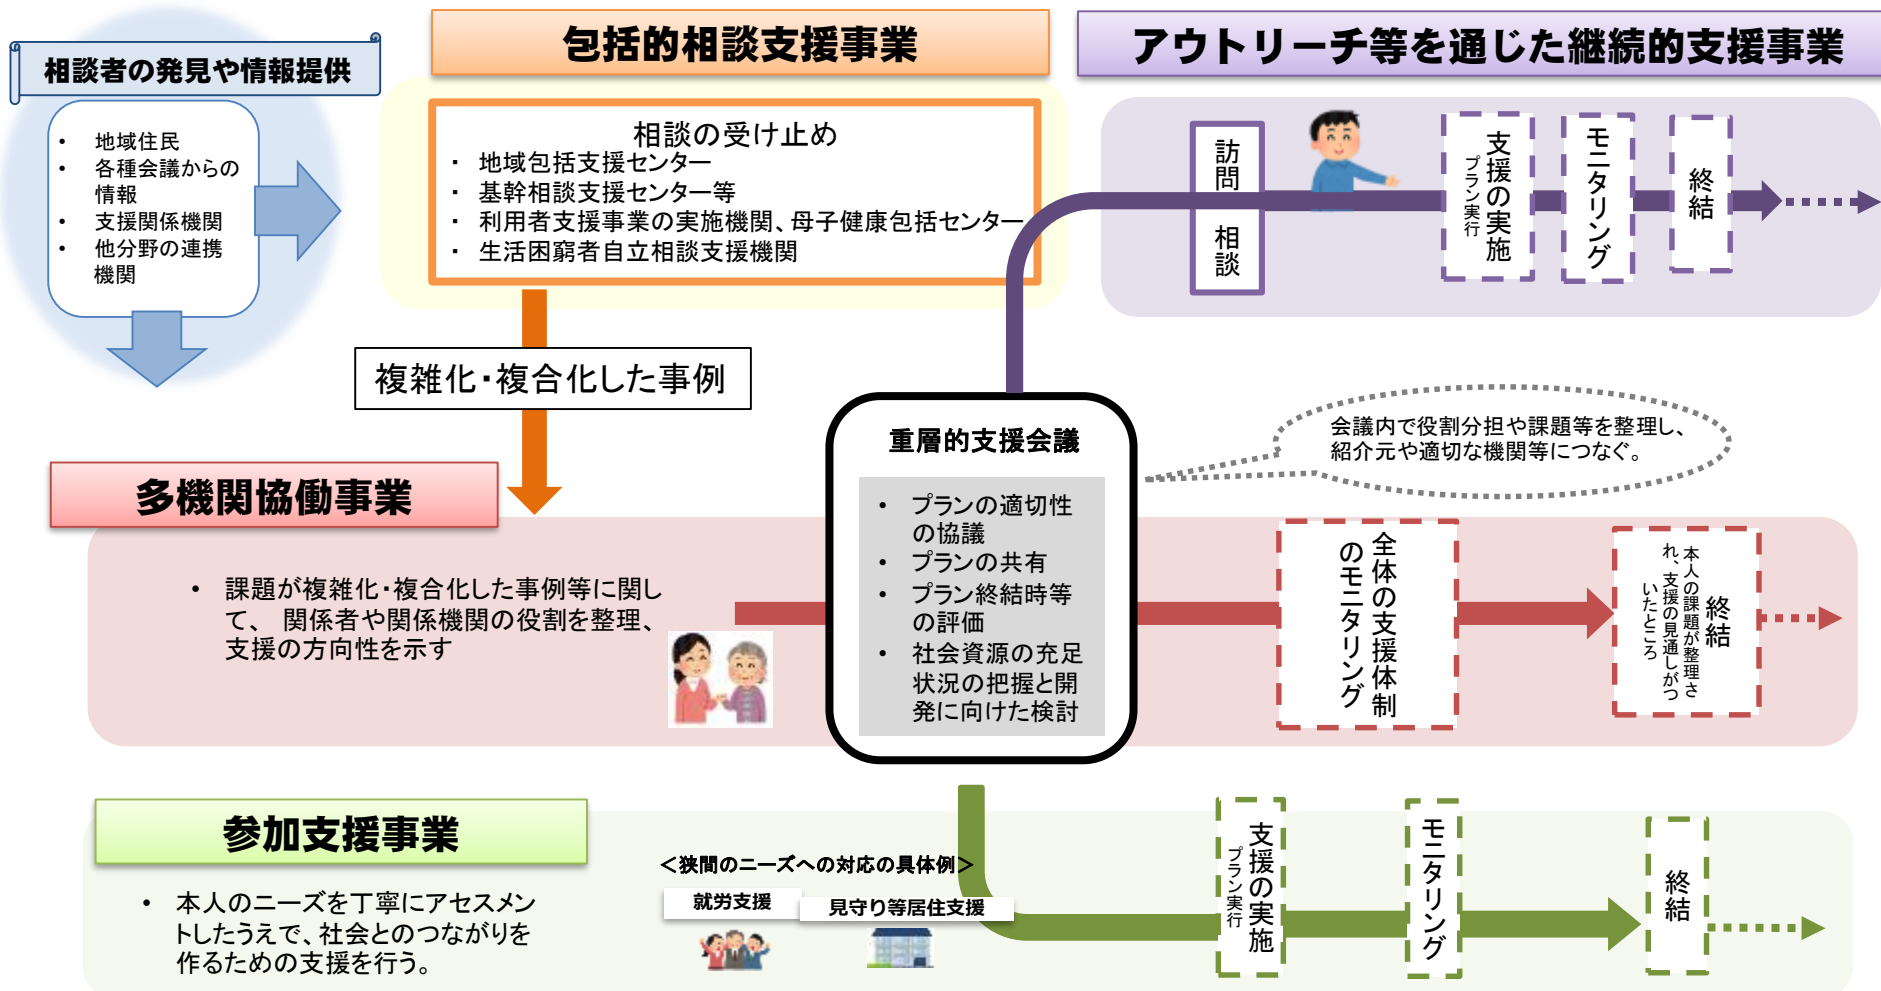 相談者の発見や情報提供
・ 地域住民
・ 各種会議からの
情報
・ 支援関係機関
・ 他分野の連携
機関
包括的相談支援事業
相談の受け止め
・ 地域包括支援センター
・ 基幹相談支援センター等
・ 利用者支援事業の実施機関、母子健康包括センター
・ 生活困窮者自立相談支援機関
複雑化・複合化した事例
アウトリーチ等を通じた継続的支援事業
訪問
相談
支援の実施
プラン実行
モニタリング
終結
会議内で役割分担や課題等を整理し、
紹介元や適切な機関等につなぐ。
多機関協働事業
・ 課題が複雑化・複合化した事例等に関し
て、 関係者や関係機関の役割を整理、
支援の方向性を示す
重層的支援会議
・ プランの適切性
の協議
・ プランの共有
・ プラン終結時等
の評価
・ 社会資源の充足
状況の把握と開
発に向けた検討
全体の支援体制
のモニタリング
終結
本人の課題が整理さ
れ、支援の見通しがつ
いたところ
参加支援事業
・ 本人のニーズを丁寧にアセスメン
トしたうえで、社会とのつながりを
作るための支援を行う。
＜狭間のニーズへの対応の具体例＞
就労支援
見守り等居住支援
支援の実施
プラン実行
モニタリング
終結